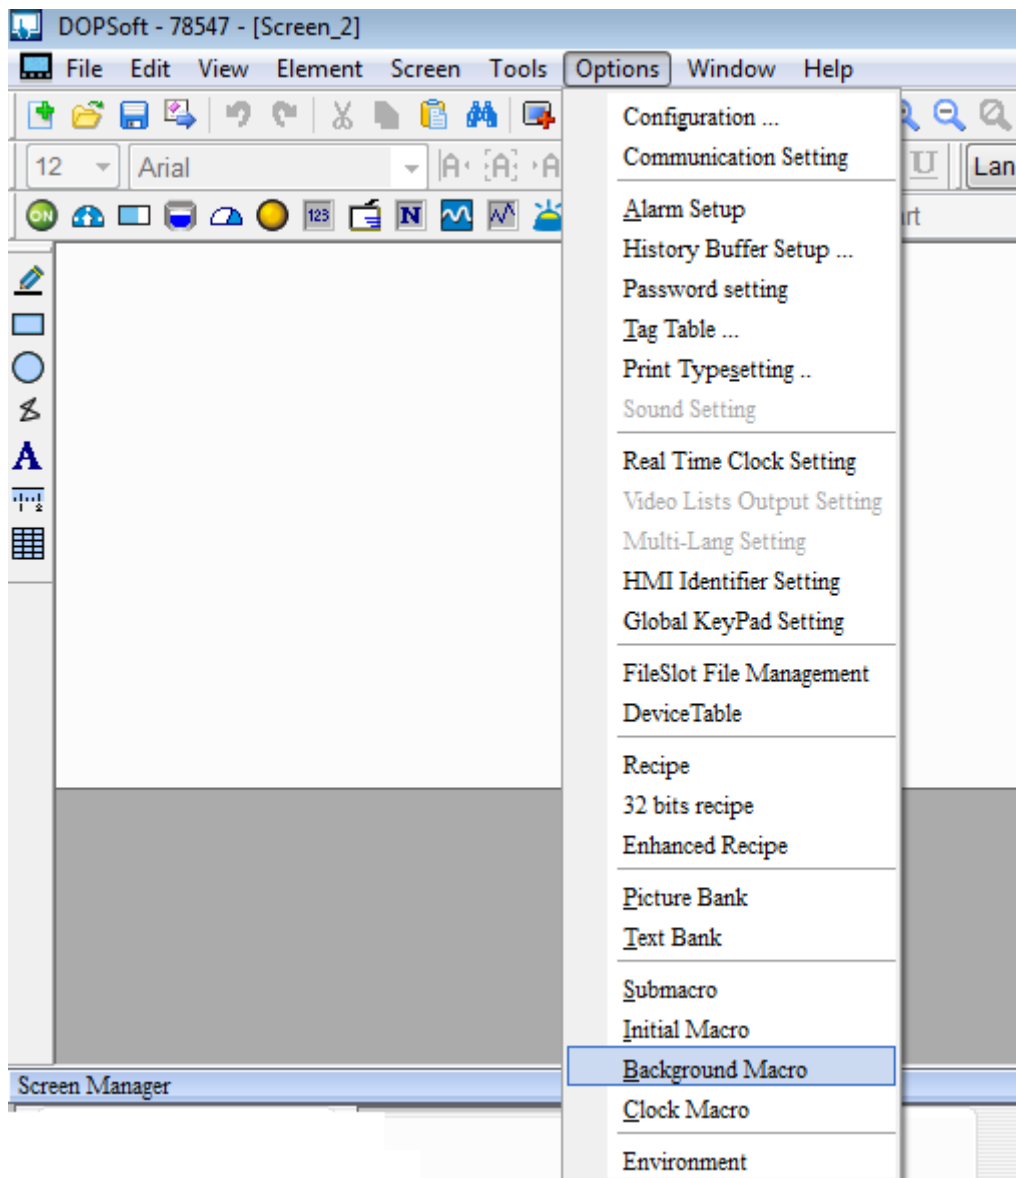 DOPSoft - 78547 - [Screen_2]
File Edit View Element Screen Tools Options Window Help
12 Arial U Lan
ON 123 N rt
A
Configuration ...
Communication Setting
Alarm Setup
History Buffer Setup ...
Password setting
Tag Table ...
Print Typesetting ..
Sound Setting
Real Time Clock Setting
Video Lists Output Setting
Multi-Lang Setting
HMI Identifier Setting
Global KeyPad Setting
FileSlot File Management
DeviceTable
Recipe
32 bits recipe
Enhanced Recipe
Picture Bank
Text Bank
Submacro
Initial Macro
Background Macro
Clock Macro
Environment
Screen Manager